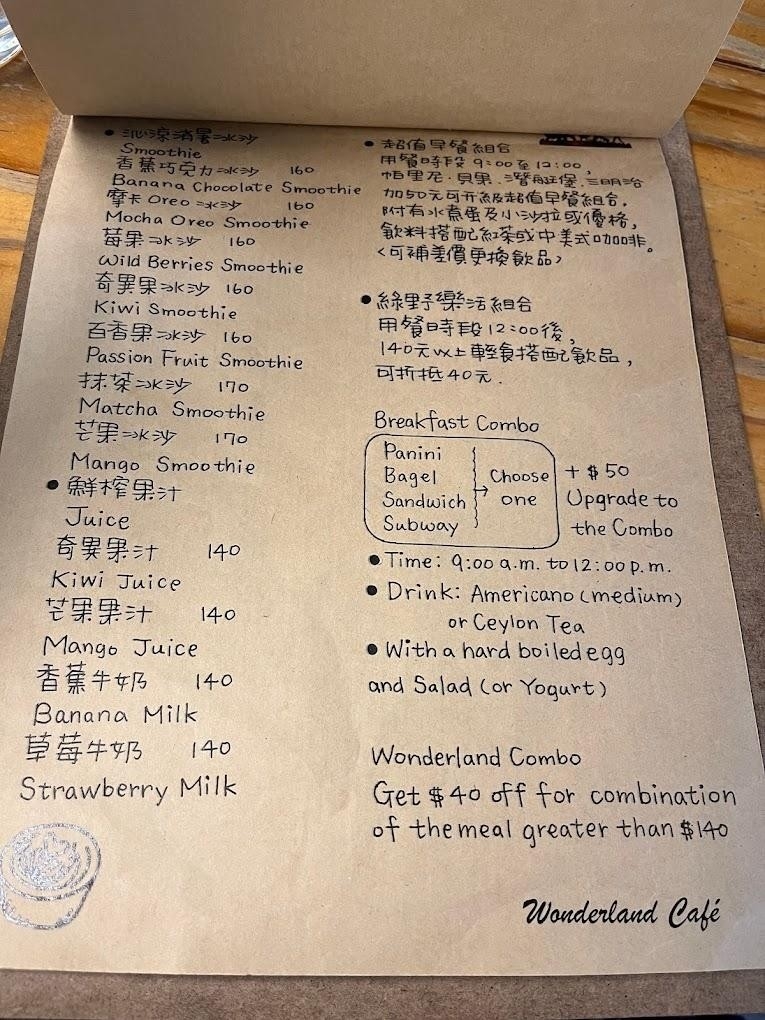 • 沁涼消暑冰沙
Smoothie
香蕉巧克力冰沙 160
Banana Chocolate Smoothie
摩卡Oreo冰沙 160
Mocha Oreo Smoothie
莓果冰沙 160
Wild Berries Smoothie
奇異果冰沙 160
Kiwi Smoothie
百香果冰沙 160
Passion Fruit Smoothie
抹茶冰沙 170
Matcha Smoothie
芒果冰沙 170
Mango Smoothie
• 鮮榨果汁
Juice
奇異果汁 140
Kiwi Juice
芒果果汁 140
Mango Juice
香蕉牛奶 140
Banana Milk
草莓牛奶 140
Strawberry Milk
• 超值早餐組合
用餐時段9:00至12:00,
帕里尼·貝果·潛艇堡·三明治
加50元可升級超值早餐組合,
附有水煮蛋及小沙拉或優格,
飲料搭配紅茶或中美式咖啡。
<可補差價更換飲品>
• 綠野樂活組合
用餐時段12:00後,
140元以上輕食搭配飲品,
可折抵40元.
Breakfast Combo
Panini
Bagel
Sandwich
Subway
→ Choose
one
+ $50
Upgrade to
the Combo
• Time: 9:00 a.m. to 12:00 p.m.
• Drink: Americano (medium)
or Ceylon Tea
• With a hard boiled egg
and Salad (or Yogurt)
Wonderland Combo
Get $40 off for combination
of the meal greater than $140
Wonderland Café